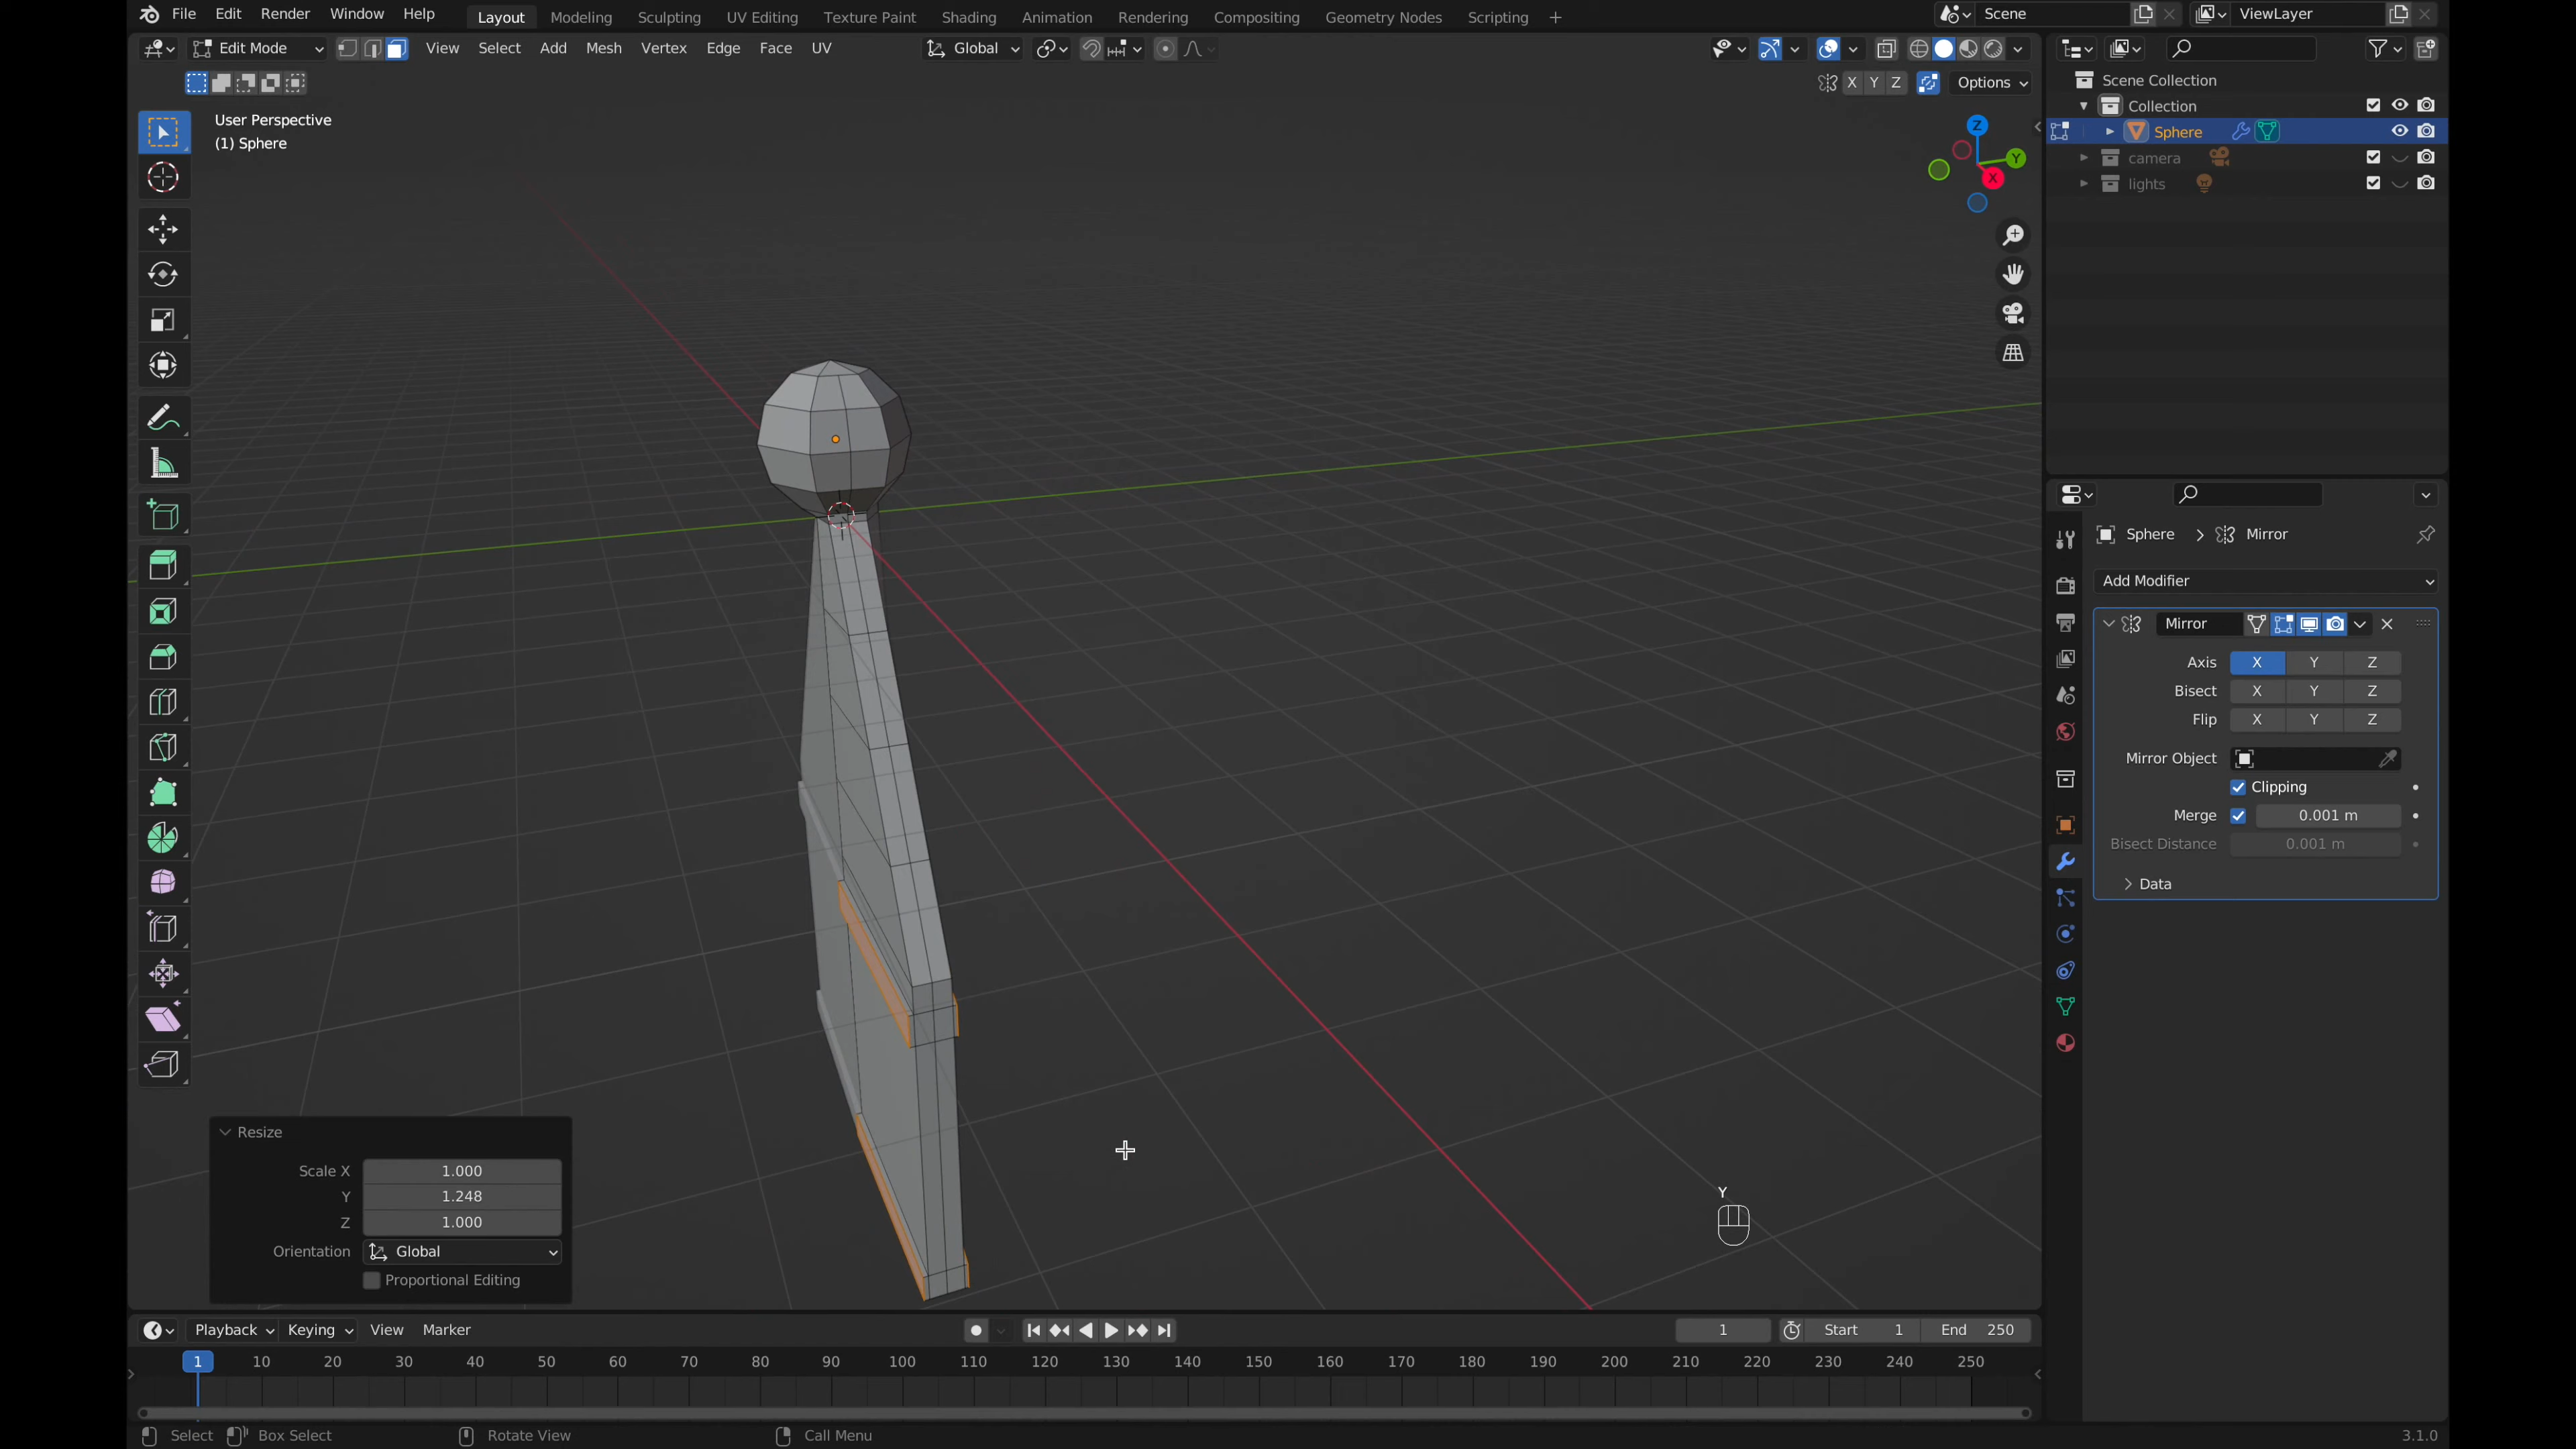 File Edit Render Window Help Layout Modeling Sculpting UV Editing Texture Paint Shading Animation Rendering Compositing Geometry Nodes Scripting + Scene ViewLayer
Edit Mode View Select Add Mesh Vertex Edge Face UV Global
X Y Z Options
User Perspective
(1) Sphere
Z
Y
X
Scene Collection
Collection
Sphere
camera
lights
Sphere > Mirror
Add Modifier
Mirror
Axis X Y Z
Bisect X Y Z
Flip X Y Z
Mirror Object
Clipping
Merge 0.001 m
Bisect Distance 0.001 m
Data
Resize
Scale X 1.000
Y 1.248
Z 1.000
Orientation Global
Proportional Editing
Y
Playback Keying View Marker 1 Start 1 End 250
1 10 20 30 40 50 60 70 80 90 100 110 120 130 140 150 160 170 180 190 200 210 220 230 240 250
Select Box Select Rotate View Call Menu 3.1.0